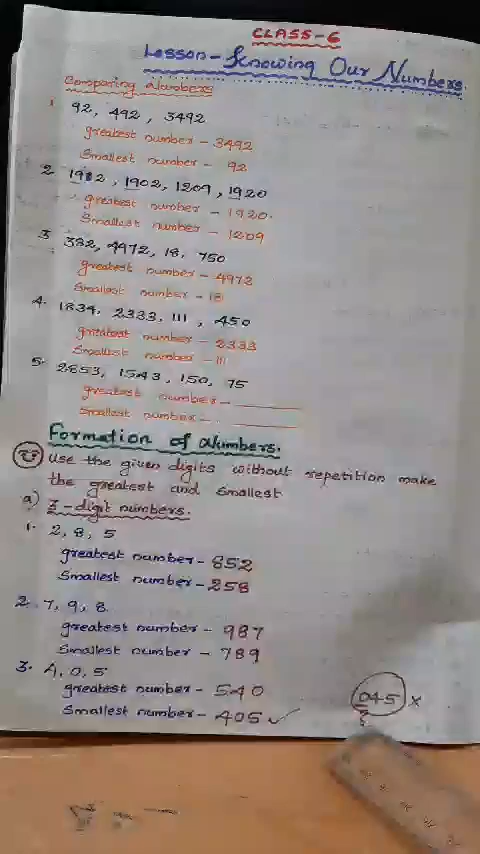 CLASS-6
Lesson - Knowing Our Numbers.
Comparing Numbers
1. 92, 492, 3492
greatest number - 3492
Smallest number - 92
2. 1912, 1902, 1209, 1920
greatest number - 1920.
Smallest number - 1209
3. 332, 4972, 18, 750
greatest number - 4972
Smallest number - 18
4. 1834, 2333, 111, 450
greatest number - 2333
Smallest number - 111
5. 2853, 1543, 150, 75
greatest number -
Smallest number -
Formation of Numbers.
Use the given digits without repetition make
the greatest and smallest
a) 3-digit numbers.
1. 2, 8, 5
greatest number - 852
Smallest number - 258
2. 7, 9, 8.
greatest number - 987
Smallest number - 789
3. 4, 0, 5
greatest number - 540
Smallest number - 405 ✓
045 ×